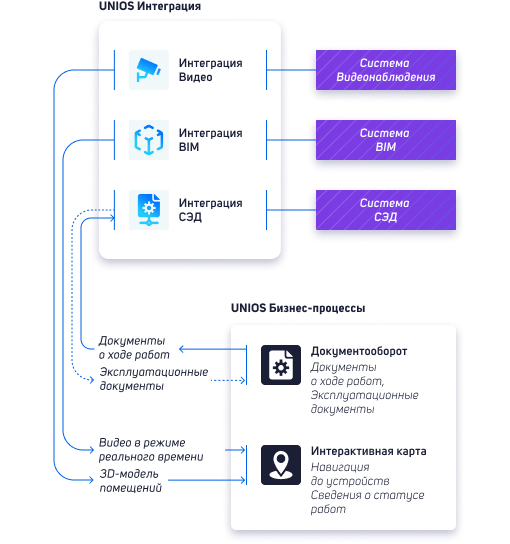 UNIOS Интеграция
Интеграция
Видео
Система
Видеонаблюдения
Интеграция
BIM
Система
BIM
Интеграция
СЭД
Система
СЭД
UNIOS Бизнес-процессы
Документы
о ходе работ
Эксплуатационные
документы
Документооборот
Документы
о ходе работ,
Эксплуатационные
документы
Видео в режиме
реального времени
3D-модель
помещений
Интерактивная карта
Навигация
до устройств
Сведения о статусе
работ